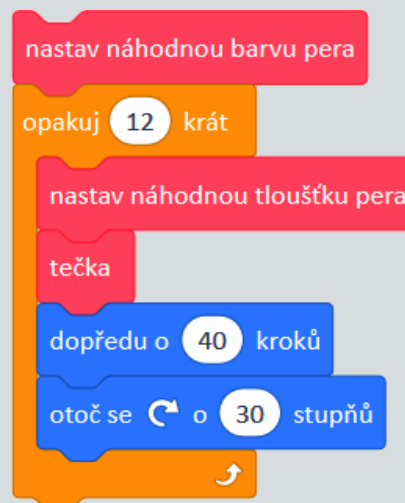 nastav náhodnou barvu pera
opakuj 12 krát
nastav náhodnou tloušťku pera
tečka
dopředu o 40 kroků
otoč se o 30 stupňů